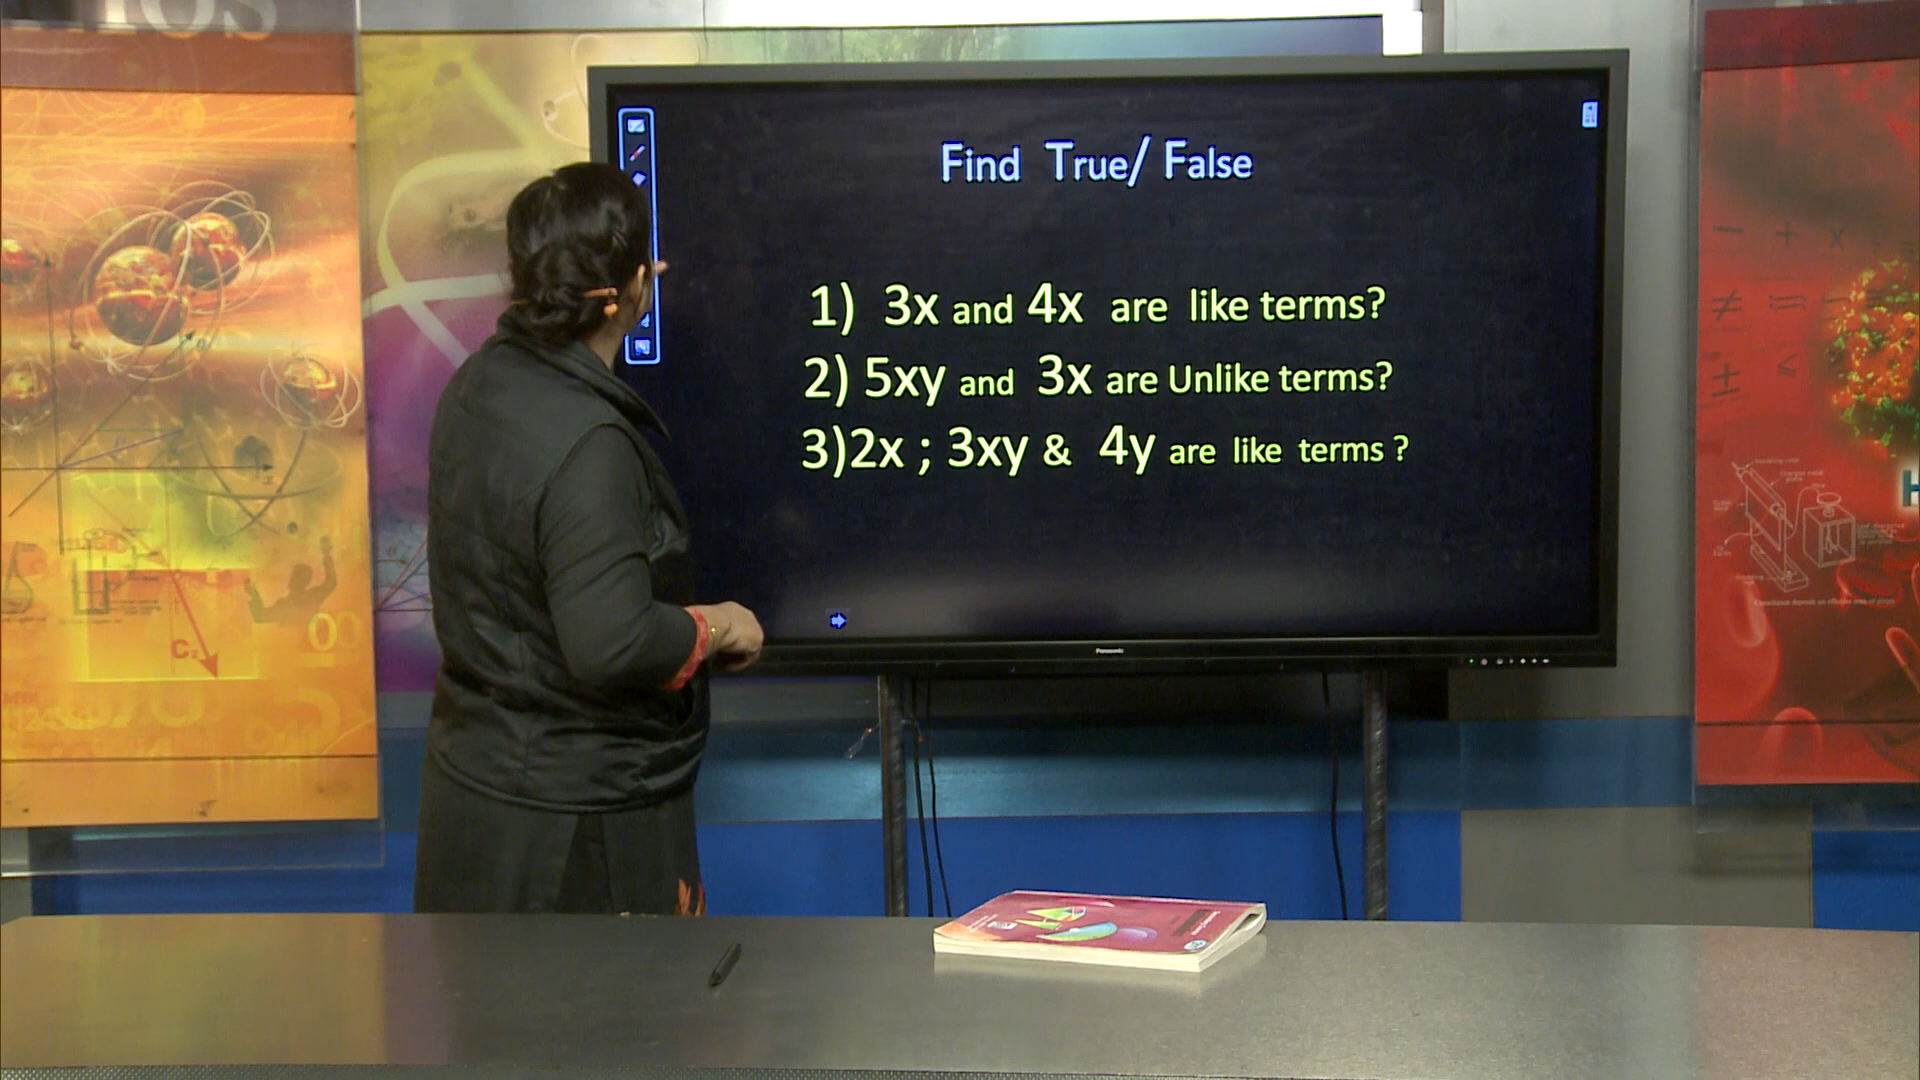 Find True/ False
1) 3x and 4x are like terms?
2) 5xy and 3x are Unlike terms?
3)2x ; 3xy & 4y are like terms ?
Panasonic